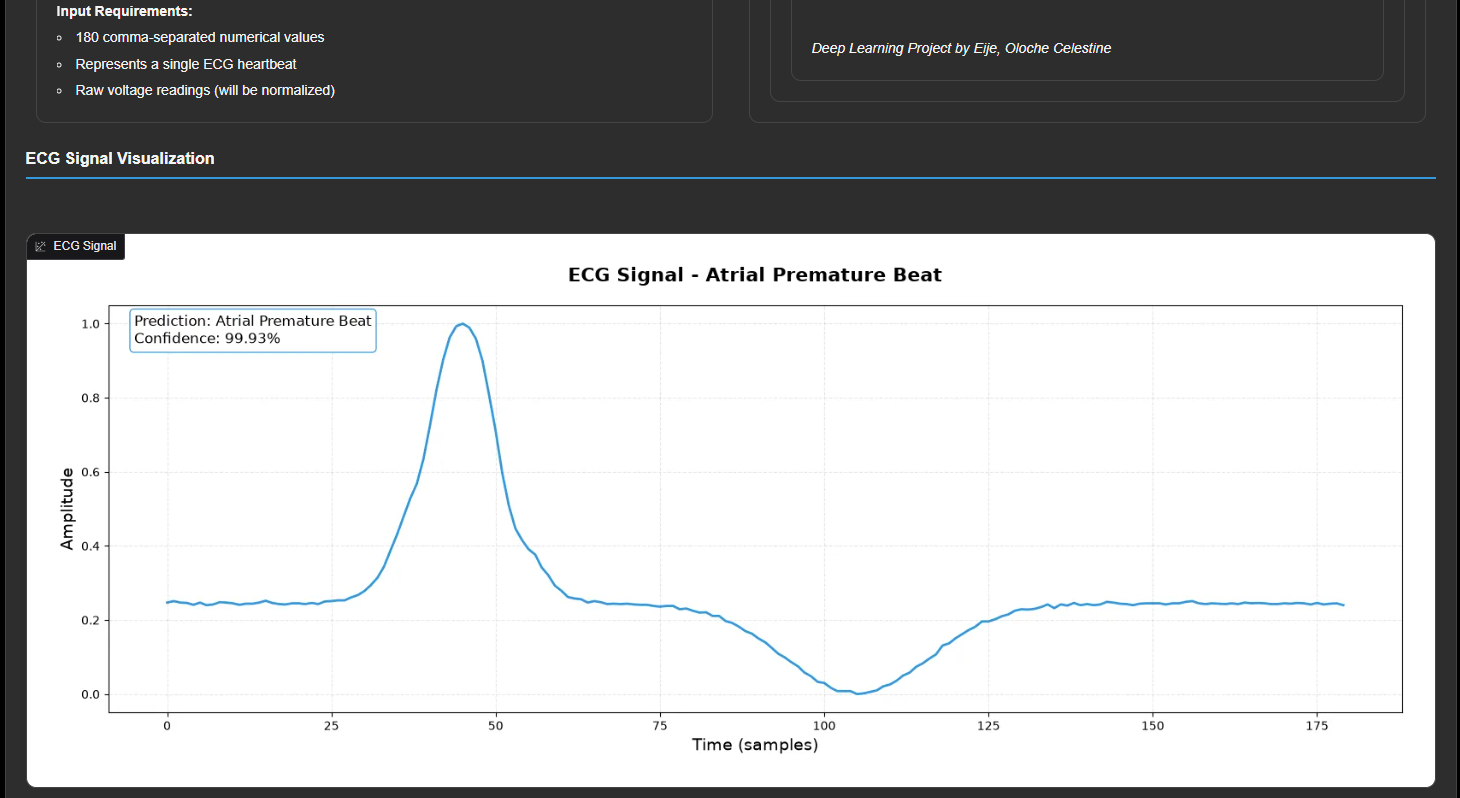 Input Requirements:
180 comma-separated numerical values
Represents a single ECG heartbeat
Raw voltage readings (will be normalized)
Deep Learning Project by Eije, Oloche Celestine
ECG Signal Visualization
ECG Signal
ECG Signal - Atrial Premature Beat
Prediction: Atrial Premature Beat
Confidence: 99.93%
Amplitude
1.0
0.8
0.6
0.4
0.2
0.0
0 25 50 75 100 125 150 175
Time (samples)